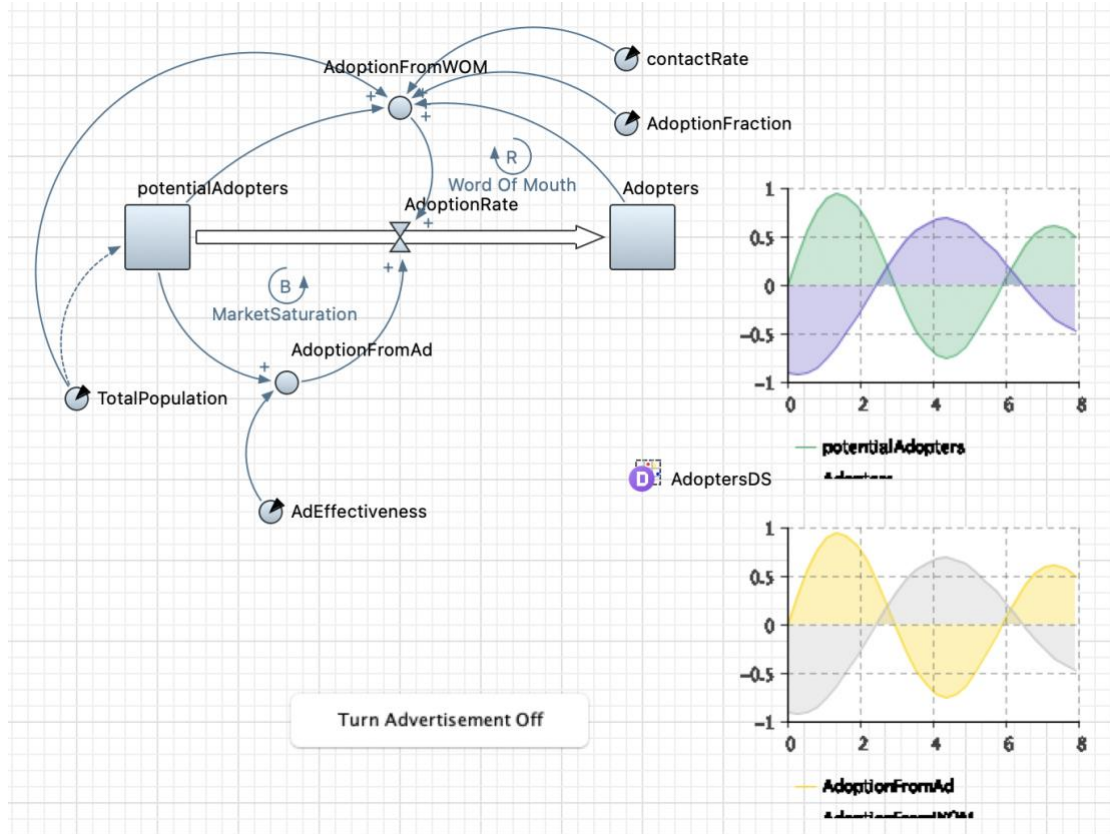 AdoptionFromWOM
contactRate
AdoptionFraction
+
+
+
R
Word Of Mouth
potentialAdopters
Adopters
AdoptionRate
+
+
B
MarketSaturation
AdoptionFromAd
+
TotalPopulation
AdEffectiveness
1
0.5
0
-0.5
-1
0 2 4 6 8
potentialAdopters
D AdoptersDS
1
0.5
0
-0.5
-1
0 2 4 6 8
AdoptionFromAd
Turn Advertisement Off